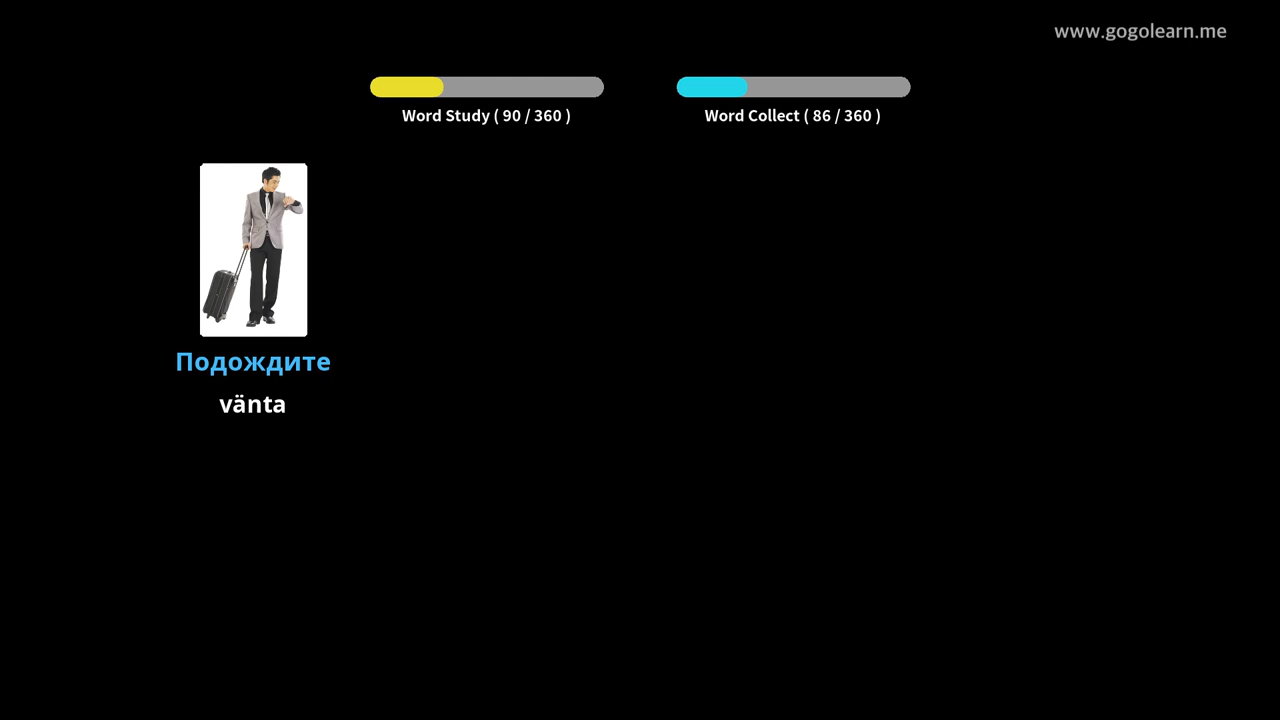 www.gogolearn.me
Word Study ( 90 / 360 )
Word Collect ( 86 / 360 )
Подождите
vänta